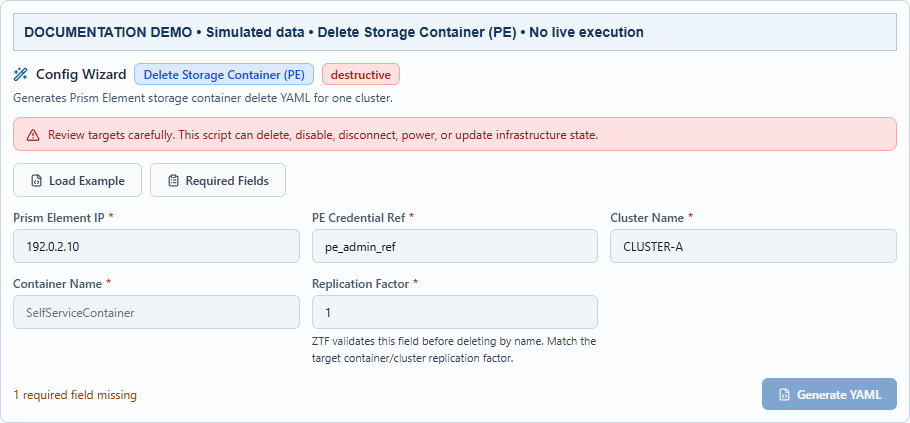 DOCUMENTATION DEMO • Simulated data • Delete Storage Container (PE) • No live execution
Config Wizard Delete Storage Container (PE) destructive
Generates Prism Element storage container delete YAML for one cluster.
Review targets carefully. This script can delete, disable, disconnect, power, or update infrastructure state.
Load Example Required Fields
Prism Element IP * PE Credential Ref * Cluster Name *
192.0.2.10 pe_admin_ref CLUSTER-A
Container Name * Replication Factor *
SelfServiceContainer 1
ZTF validates this field before deleting by name. Match the
target container/cluster replication factor.
1 required field missing Generate YAML